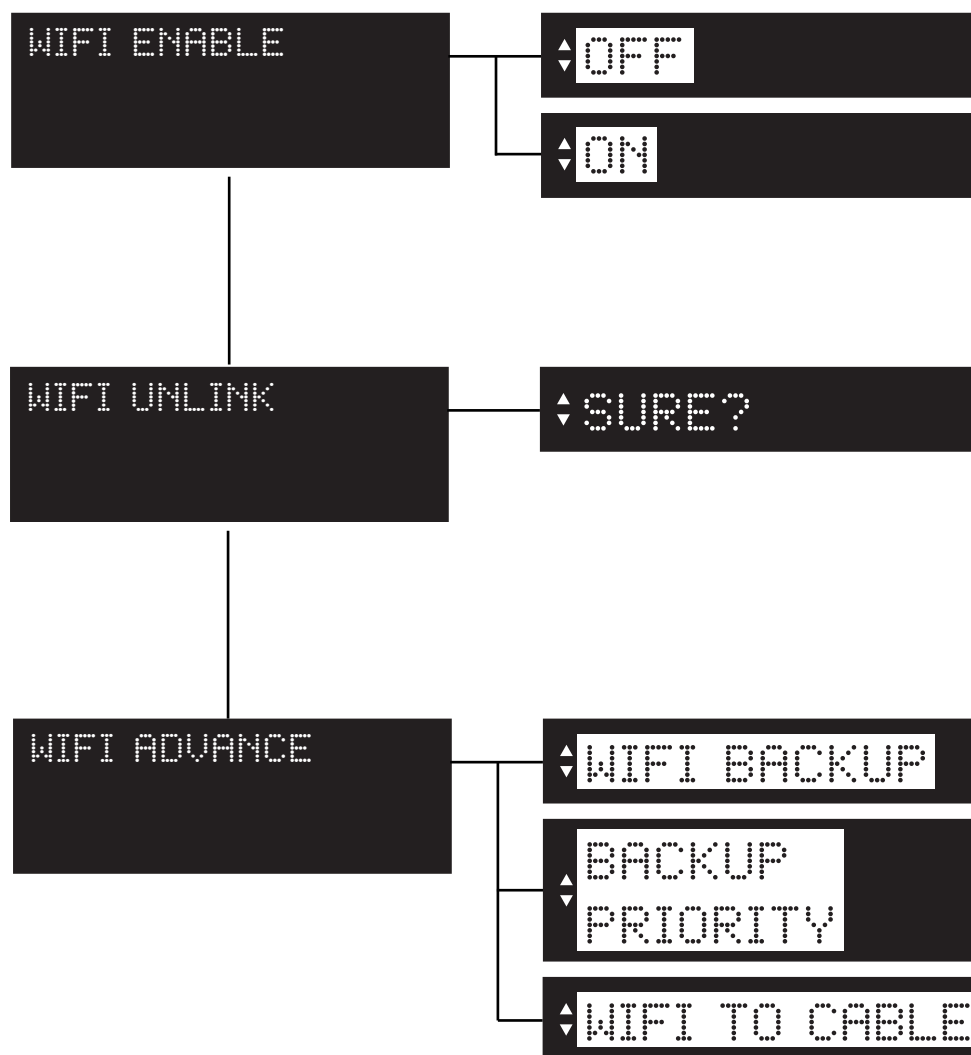 WIFI ENABLE
OFF
ON
WIFI UNLINK
SURE?
WIFI ADVANCE
WIFI BACKUP
BACKUP
PRIORITY
WIFI TO CABLE